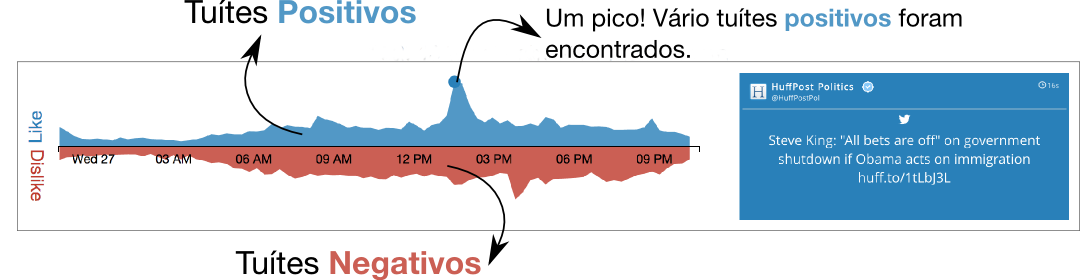 Tuítes Positivos
Um pico! Vário tuítes positivos foram
encontrados.
Like
Dislike
Wed 27 03 AM 06 AM 09 AM 12 PM 03 PM 06 PM 09 PM
H HuffPost Politics 16s
@HuffPostPol
Steve King: "All bets are off" on government
shutdown if Obama acts on immigration
huff.to/1tLbJ3L
Tuítes Negativos